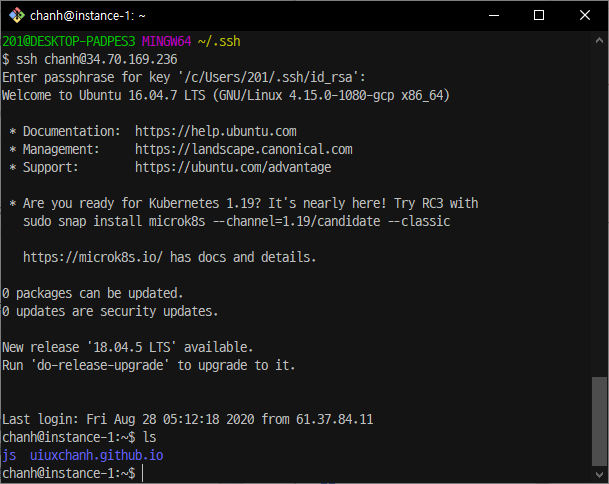 chanh@instance-1: ~
201@DESKTOP-PADPES3 MINGW64 ~/.ssh
$ ssh chanh@34.70.169.236
Enter passphrase for key '/c/Users/201/.ssh/id_rsa':
Welcome to Ubuntu 16.04.7 LTS (GNU/Linux 4.15.0-1080-gcp x86_64)
* Documentation:  https://help.ubuntu.com
* Management:     https://landscape.canonical.com
* Support:        https://ubuntu.com/advantage
* Are you ready for Kubernetes 1.19? It's nearly here! Try RC3 with
sudo snap install microk8s --channel=1.19/candidate --classic
https://microk8s.io/ has docs and details.
0 packages can be updated.
0 updates are security updates.
New release '18.04.5 LTS' available.
Run 'do-release-upgrade' to upgrade to it.
Last login: Fri Aug 28 05:12:18 2020 from 61.37.84.11
chanh@instance-1:~$ ls
js  uiuxchanh.github.io
chanh@instance-1:~$